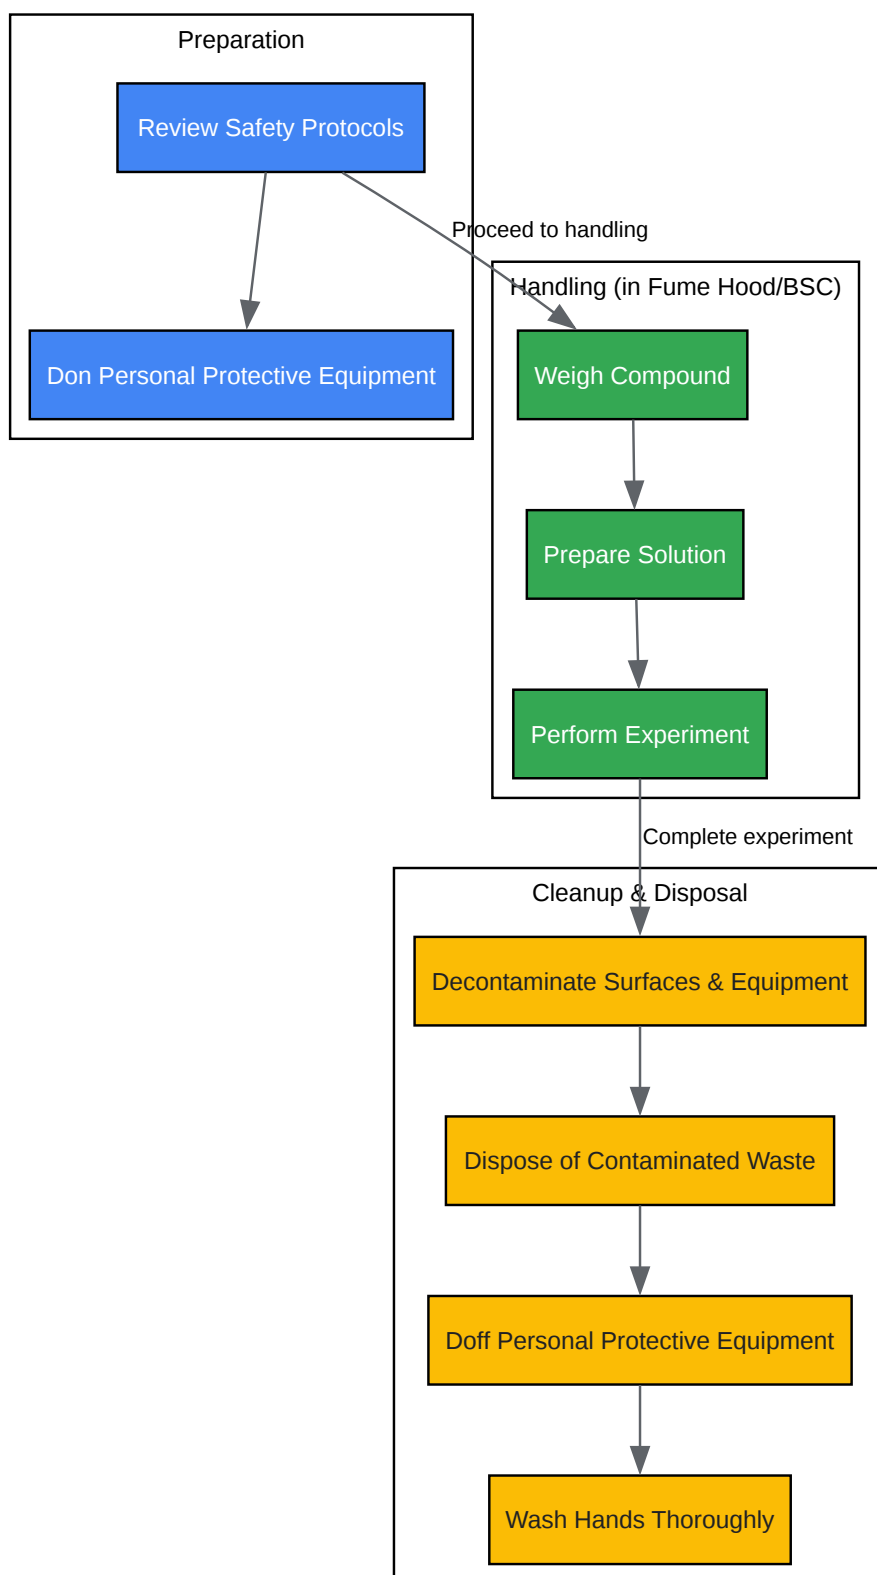 Preparation
Review Safety Protocols
Proceed to handling
Don Personal Protective Equipment
Handling (in Fume Hood/BSC)
Weigh Compound
Prepare Solution
Perform Experiment
Complete experiment
Cleanup & Disposal
Decontaminate Surfaces & Equipment
Dispose of Contaminated Waste
Doff Personal Protective Equipment
Wash Hands Thoroughly